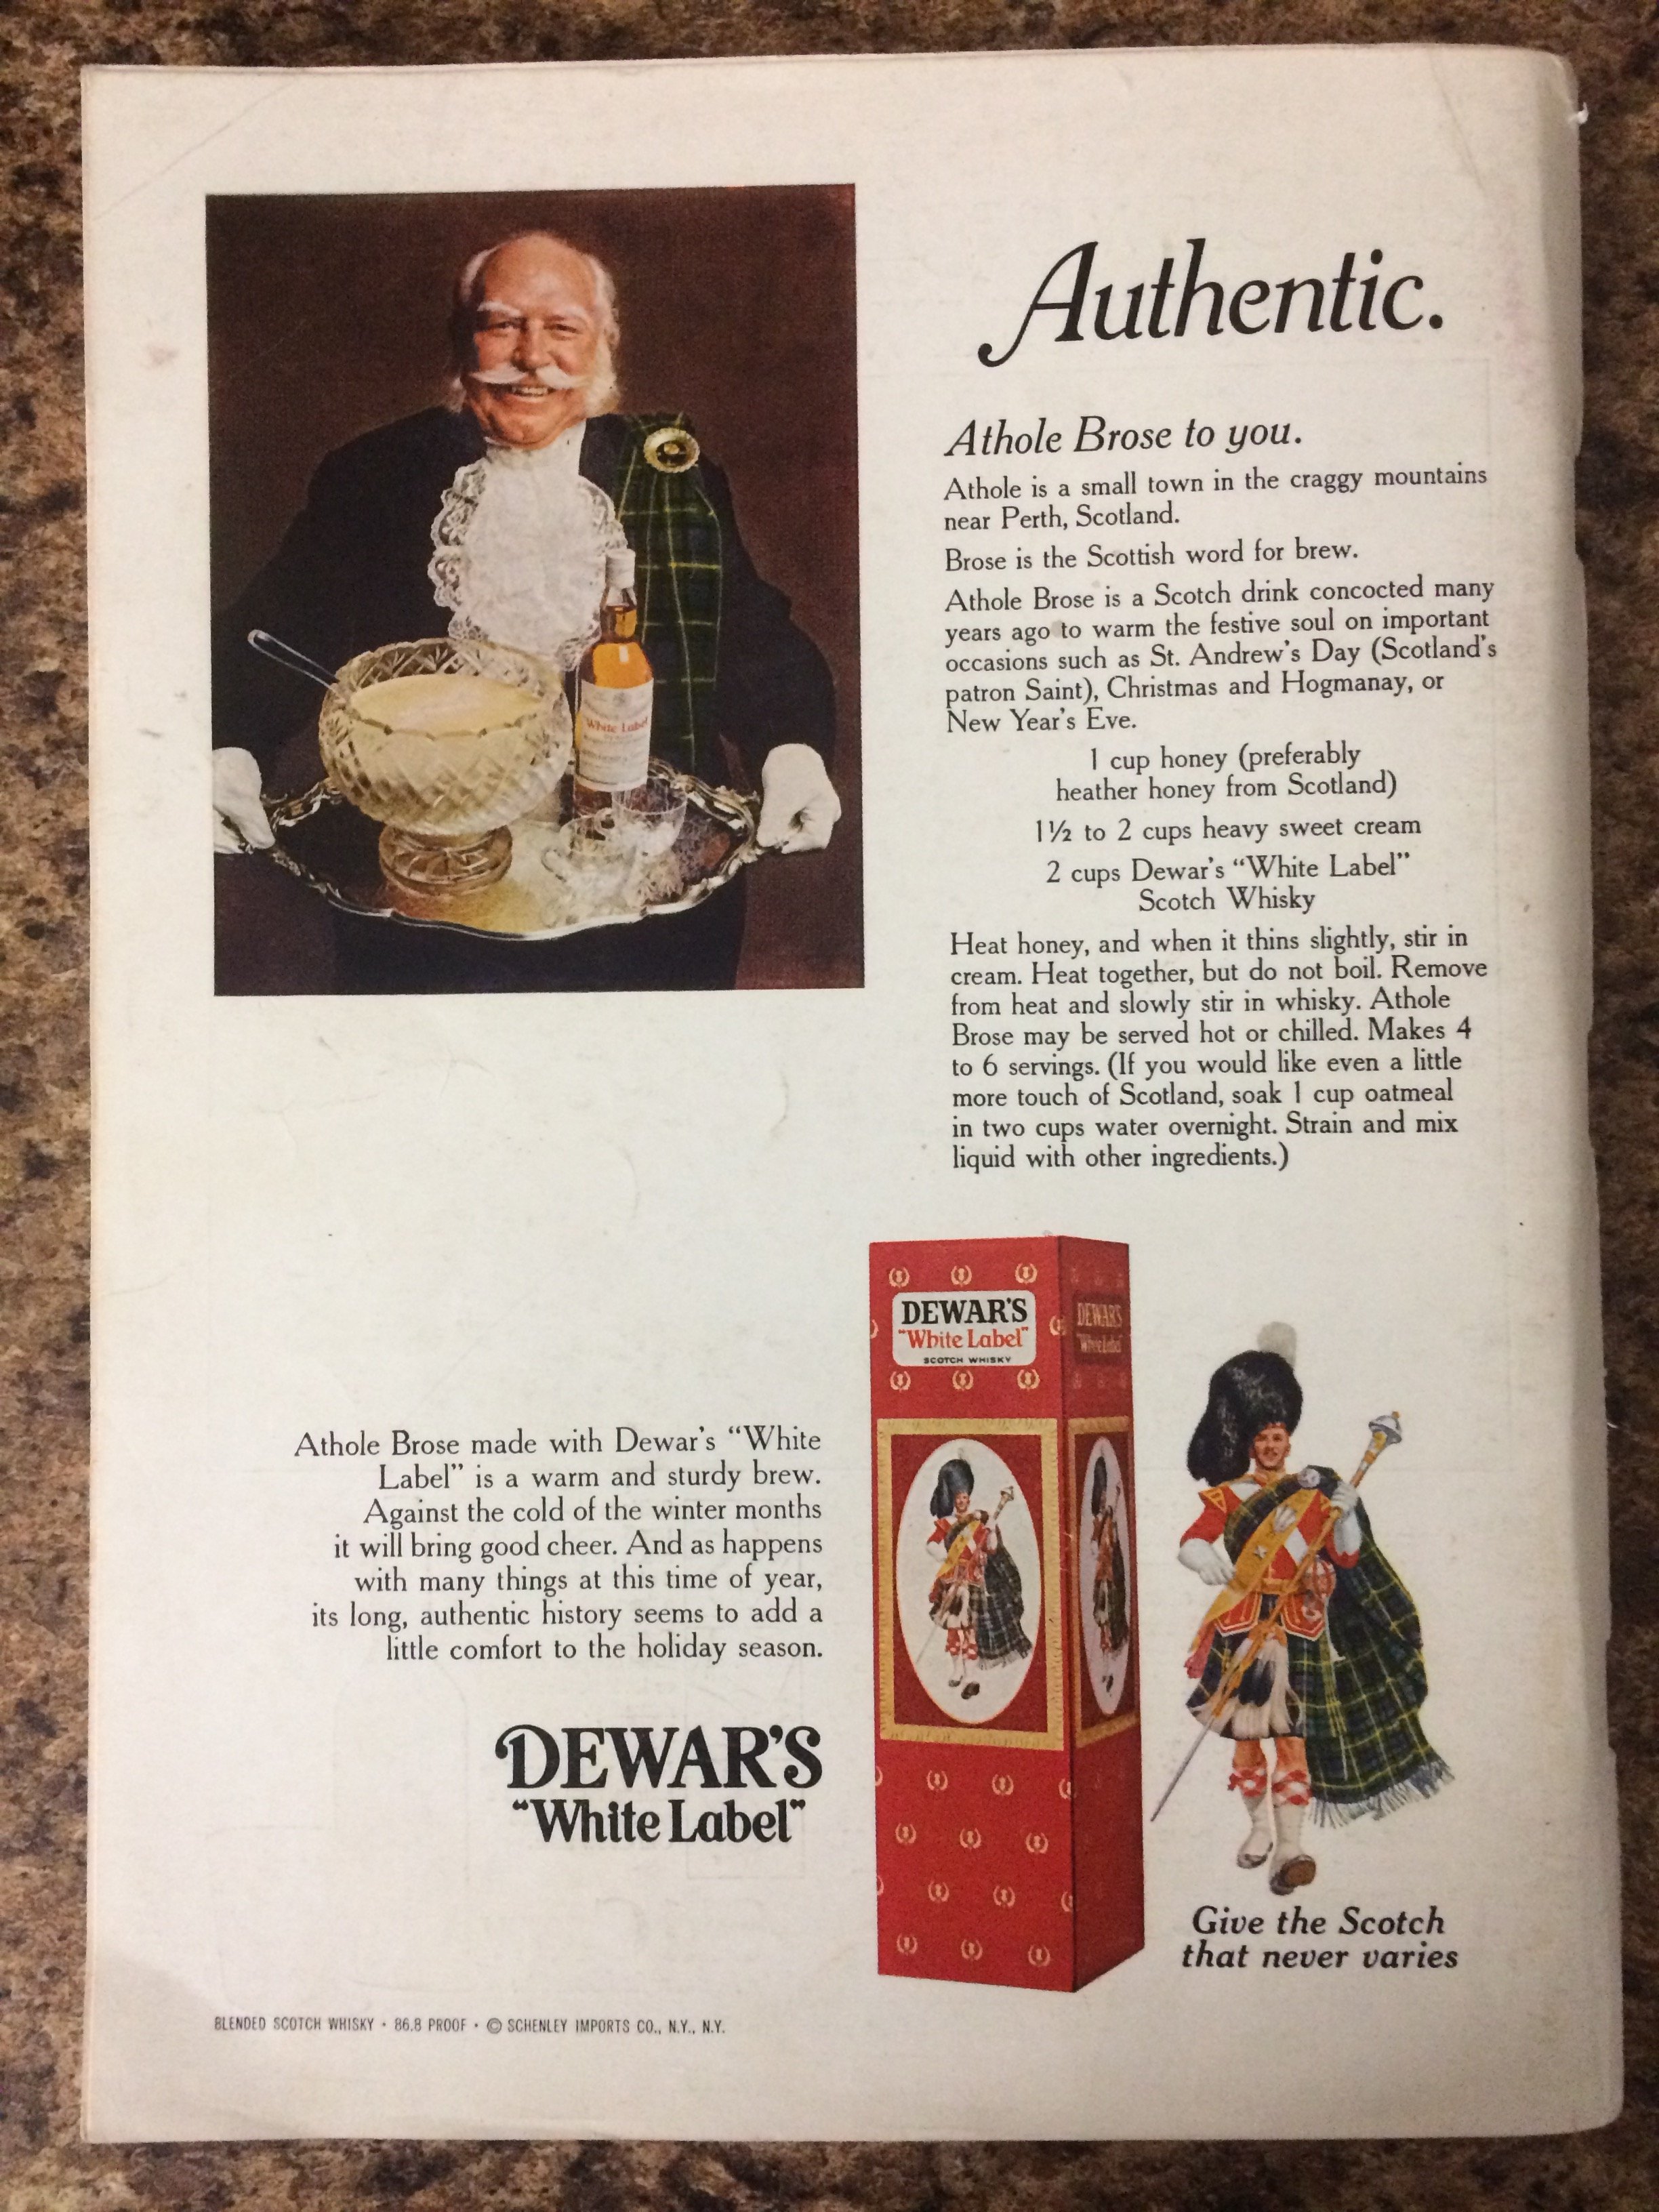 Authentic.
Athole Brose to you.
Athole is a small town in the craggy mountains
near Perth, Scotland.
Brose is the Scottish word for brew.
Athole Brose is a Scotch drink concocted many
years ago to warm the festive soul on important
occasions such as St. Andrew's Day (Scotland's
patron Saint), Christmas and Hogmanay, or
New Year's Eve.
1 cup honey (preferably
heather honey from Scotland)
1½ to 2 cups heavy sweet cream
2 cups Dewar's "White Label"
Scotch Whisky
Heat honey, and when it thins slightly, stir in
cream. Heat together, but do not boil. Remove
from heat and slowly stir in whisky. Athole
Brose may be served hot or chilled. Makes 4
to 6 servings. (If you would like even a little
more touch of Scotland, soak 1 cup oatmeal
in two cups water overnight. Strain and mix
liquid with other ingredients.)
White Label
Athole Brose made with Dewar's "White
Label" is a warm and sturdy brew.
Against the cold of the winter months
it will bring good cheer. And as happens
with many things at this time of year,
its long, authentic history seems to add a
little comfort to the holiday season.
DEWAR'S
"White Label"
DEWAR'S
"White Label"
SCOTCH WHISKY
DEWAR'S
"White Label"
Give the Scotch
that never varies
BLENDED SCOTCH WHISKY • 86.8 PROOF • © SCHENLEY IMPORTS CO., N.Y., N.Y.